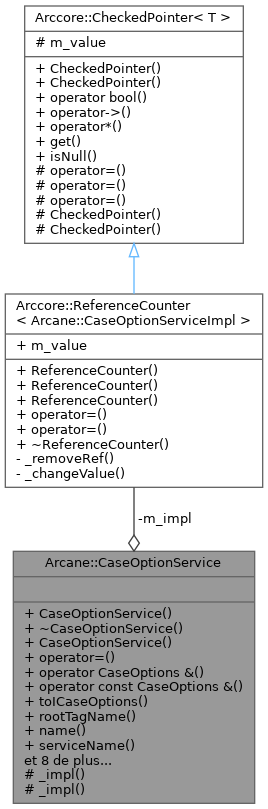 Arccore::CheckedPointer< T >
# m_value
+ CheckedPointer()
+ CheckedPointer()
+ operator bool()
+ operator->()
+ operator*()
+ get()
+ isNull()
# operator=()
# operator=()
# operator=()
# CheckedPointer()
# CheckedPointer()
Arccore::ReferenceCounter
< Arcane::CaseOptionServiceImpl >
+ m_value
+ ReferenceCounter()
+ ReferenceCounter()
+ ReferenceCounter()
+ operator=()
+ operator=()
+ ~ReferenceCounter()
- _removeRef()
- _changeValue()
-m_impl
Arcane::CaseOptionService
+ CaseOptionService()
+ ~CaseOptionService()
+ CaseOptionService()
+ operator=()
+ operator CaseOptions &()
+ operator const CaseOptions &()
+ toICaseOptions()
+ rootTagName()
+ name()
+ serviceName()
et 8 de plus...
# _impl()
# _impl()